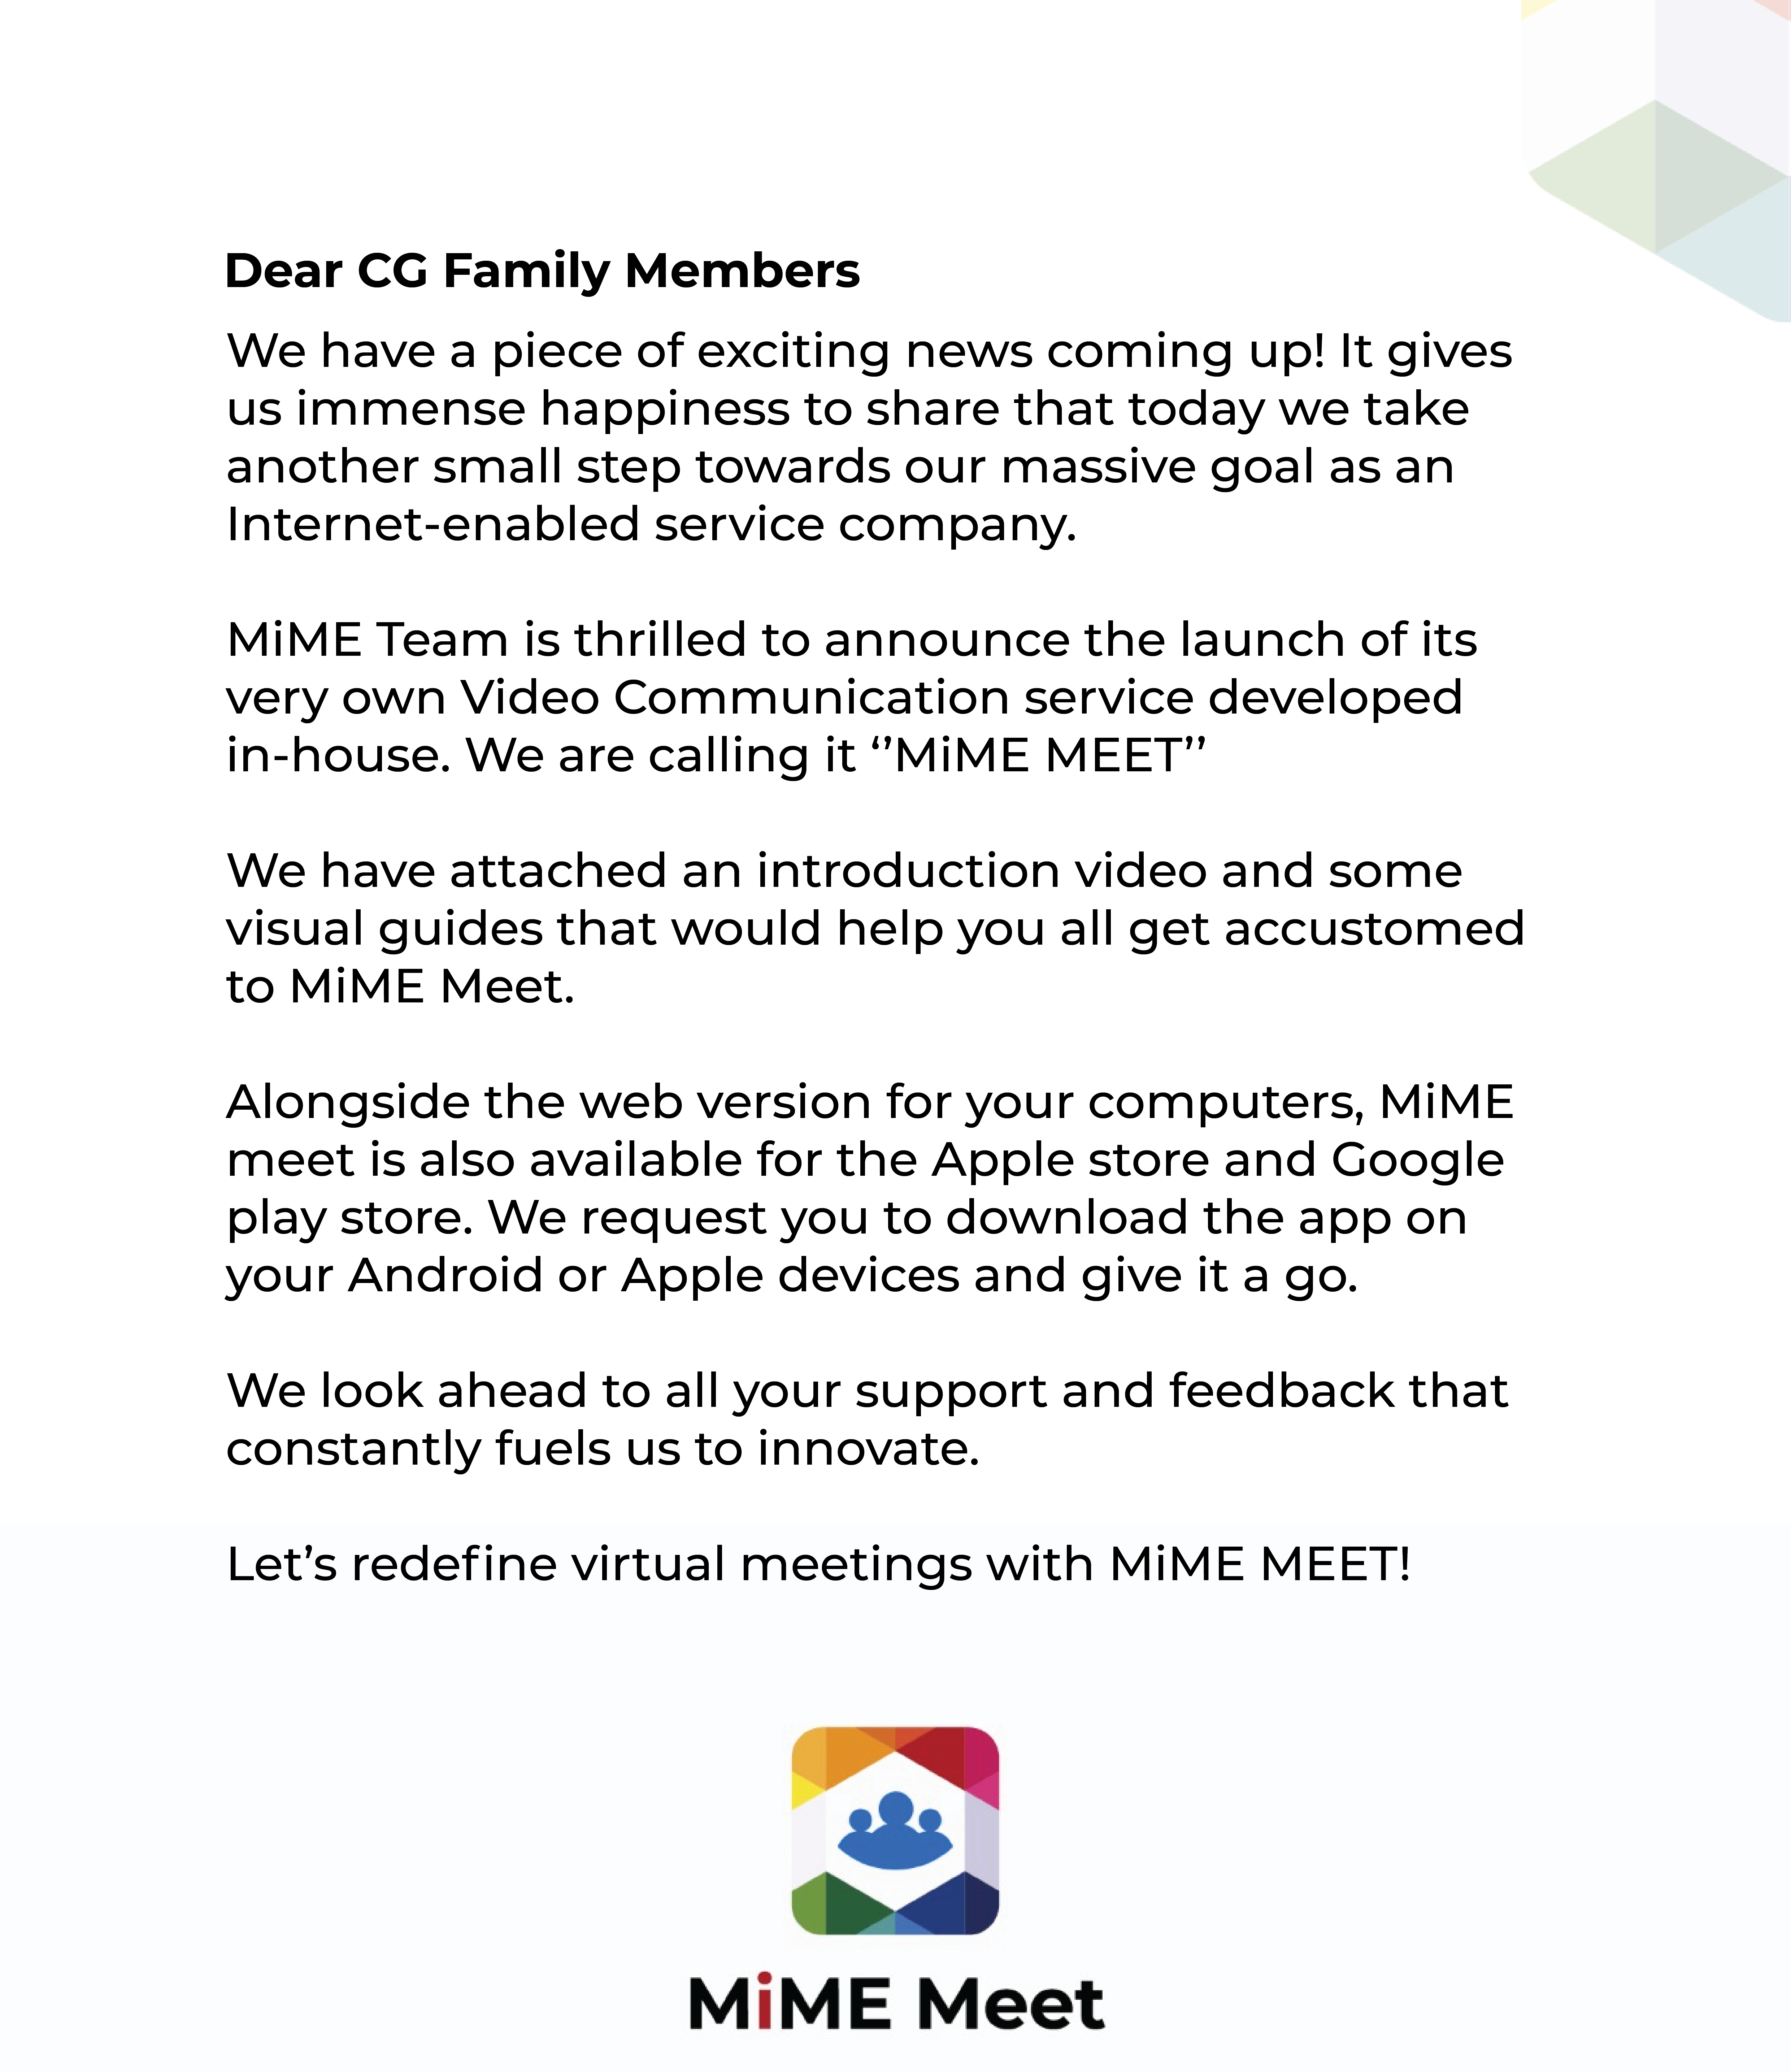 Dear CG Family Members
We have a piece of exciting news coming up! It gives
us immense happiness to share that today we take
another small step towards our massive goal as an
Internet-enabled service company.
MiME Team is thrilled to announce the launch of its
very own Video Communication service developed
in-house. We are calling it ‘’MiME MEET’’
We have attached an introduction video and some
visual guides that would help you all get accustomed
to MiME Meet.
Alongside the web version for your computers, MiME
meet is also available for the Apple store and Google
play store. We request you to download the app on
your Android or Apple devices and give it a go.
We look ahead to all your support and feedback that
constantly fuels us to innovate.
Let’s redefine virtual meetings with MiME MEET!
MiME Meet